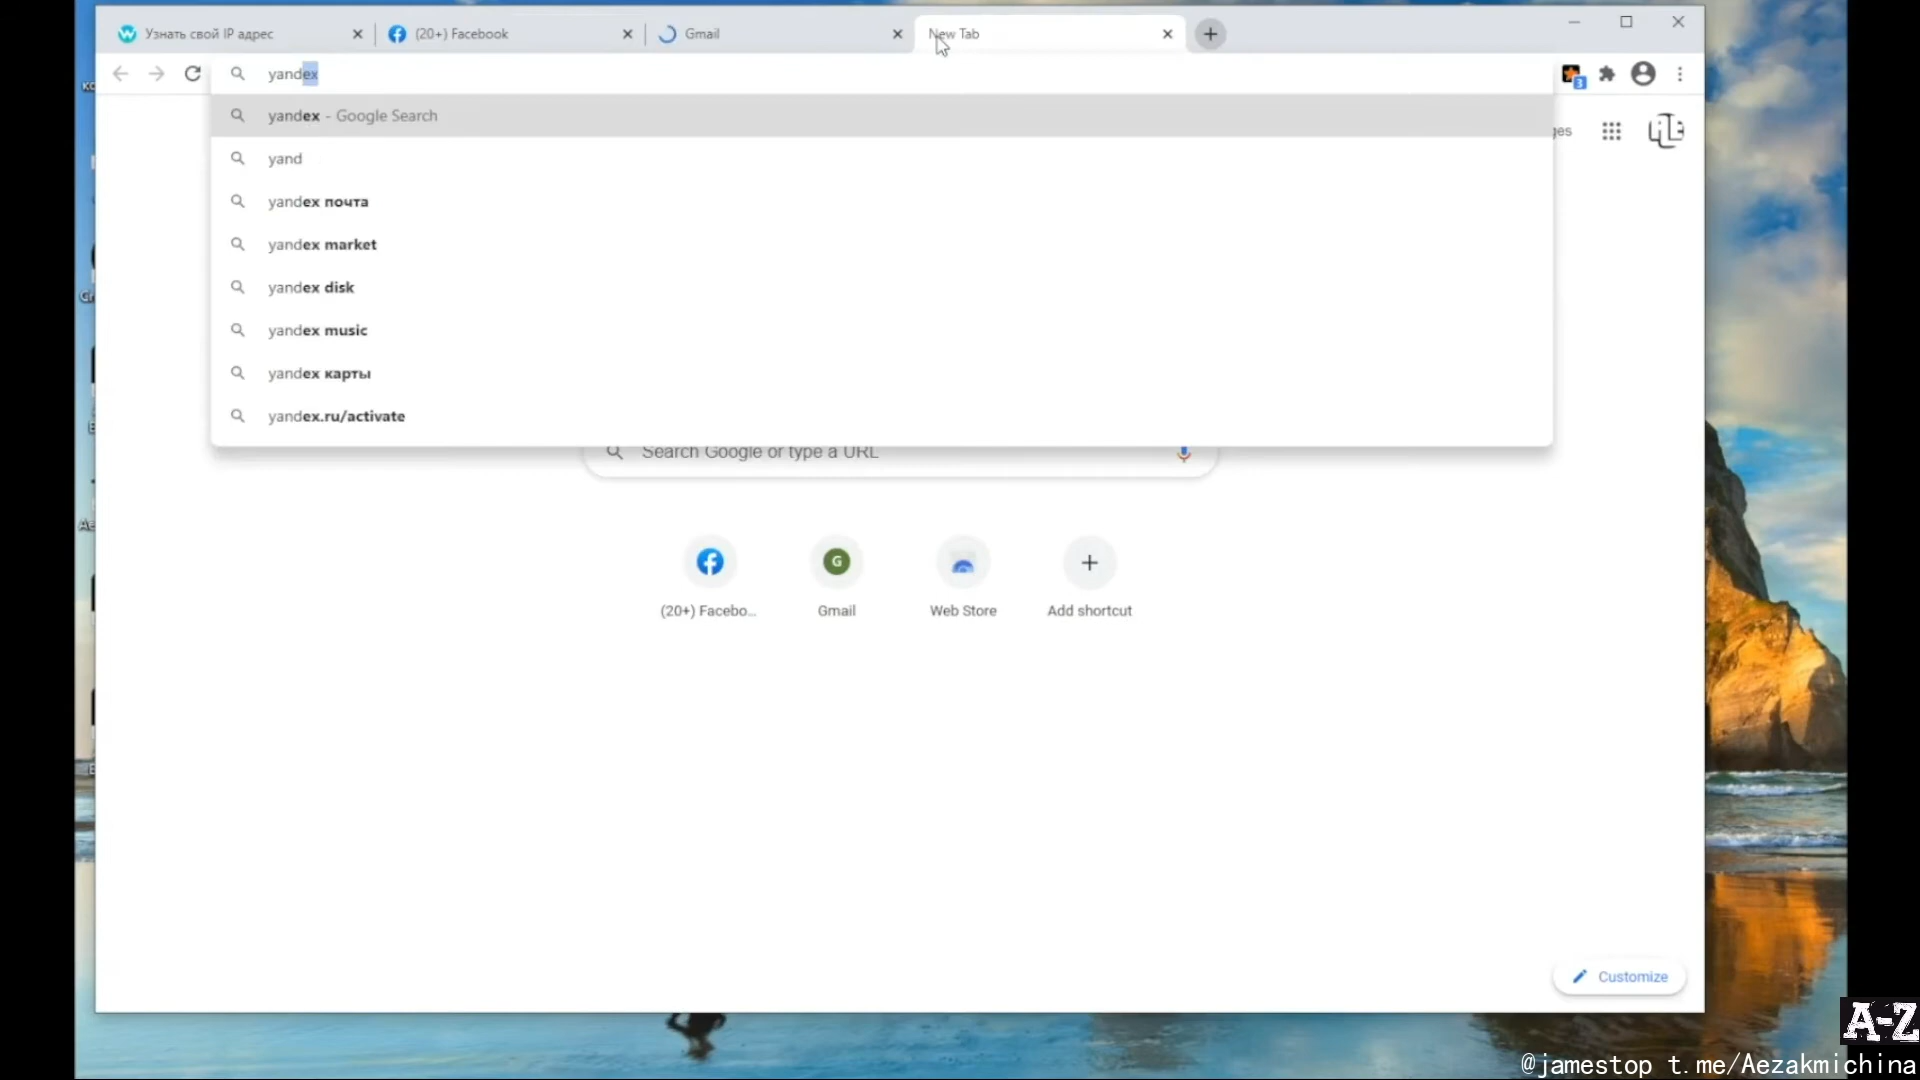 Узнать свой IP адрес
(20+) Facebook
Gmail
New Tab
yandex
3
yandex - Google Search
yand
yandex почта
yandex market
yandex disk
yandex music
yandex карты
yandex.ru/activate
Search Google or type a URL
G
(20+) Facebo...
Gmail
Web Store
Add shortcut
Customize
A-Z
@jamestop t.me/Aezakmichina